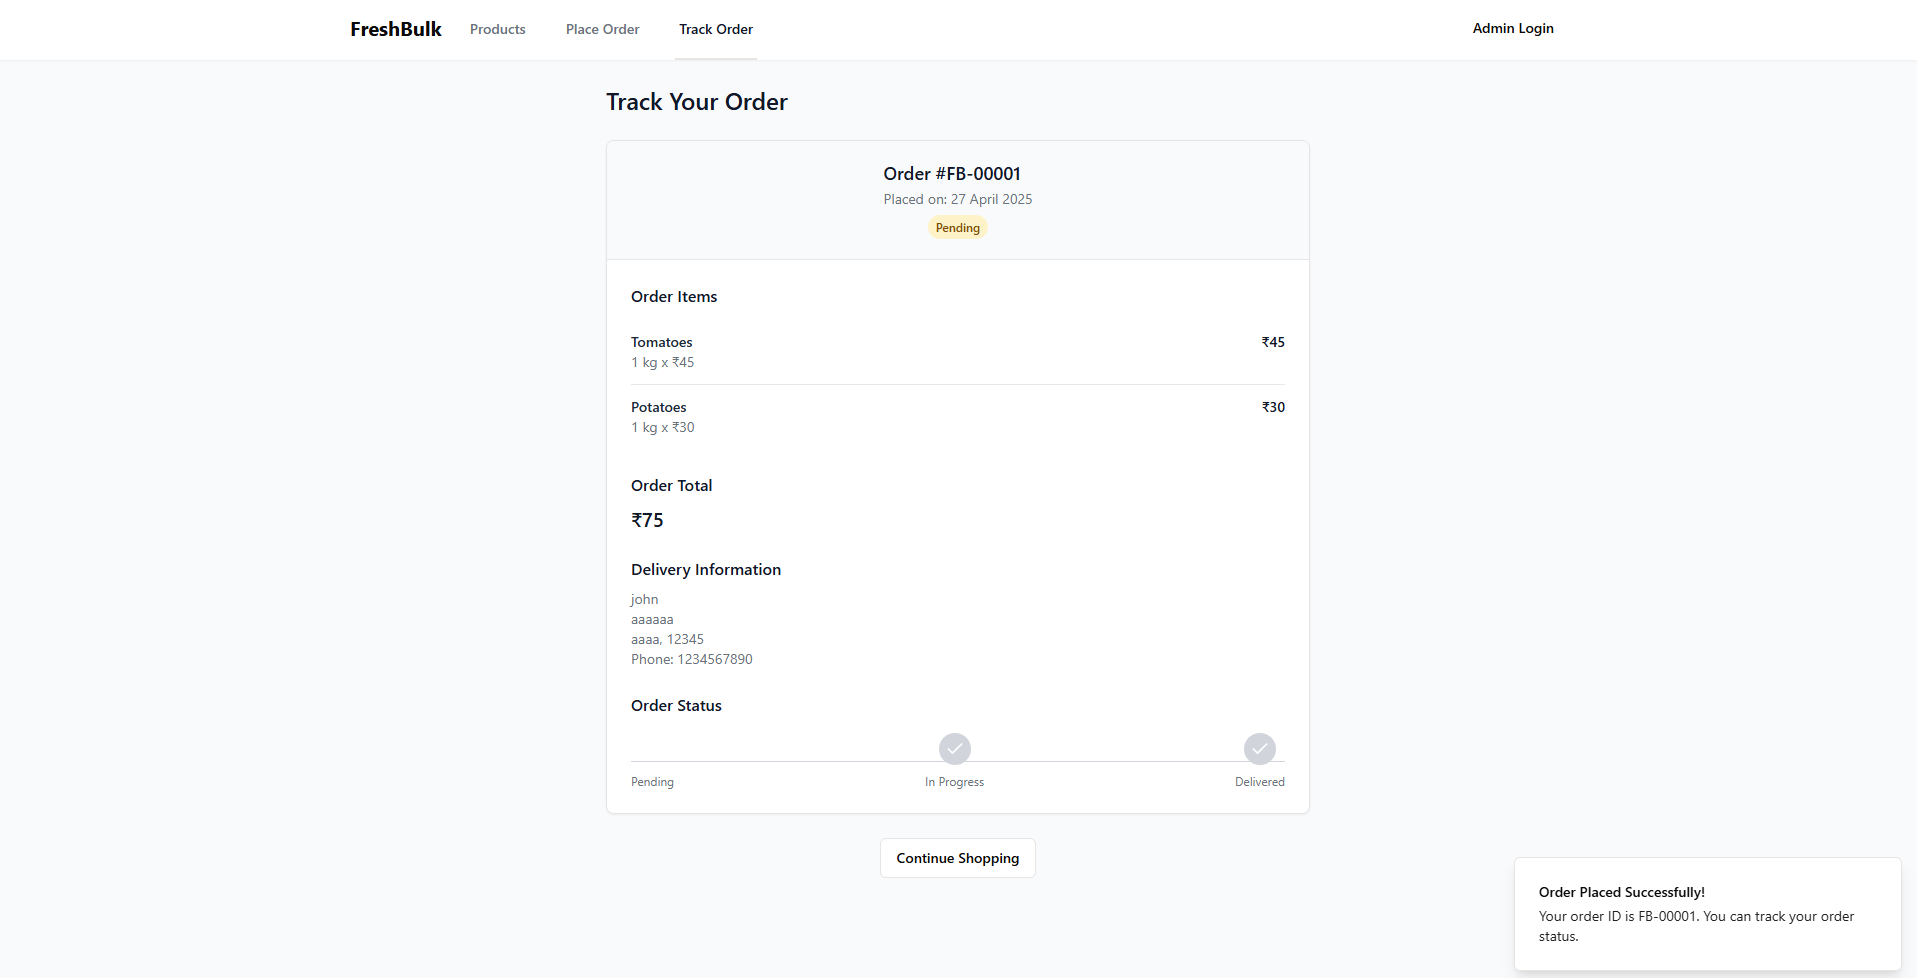 FreshBulk
Products
Place Order
Track Order
Admin Login
Track Your Order
Order #FB-00001
Placed on: 27 April 2025
Pending
Order Items
Tomatoes
₹45
1 kg x ₹45
Potatoes
₹30
1 kg x ₹30
Order Total
₹75
Delivery Information
john
aaaaaa
aaaa, 12345
Phone: 1234567890
Order Status
Pending
In Progress
Delivered
Continue Shopping
Order Placed Successfully!
Your order ID is FB-00001. You can track your order
status.